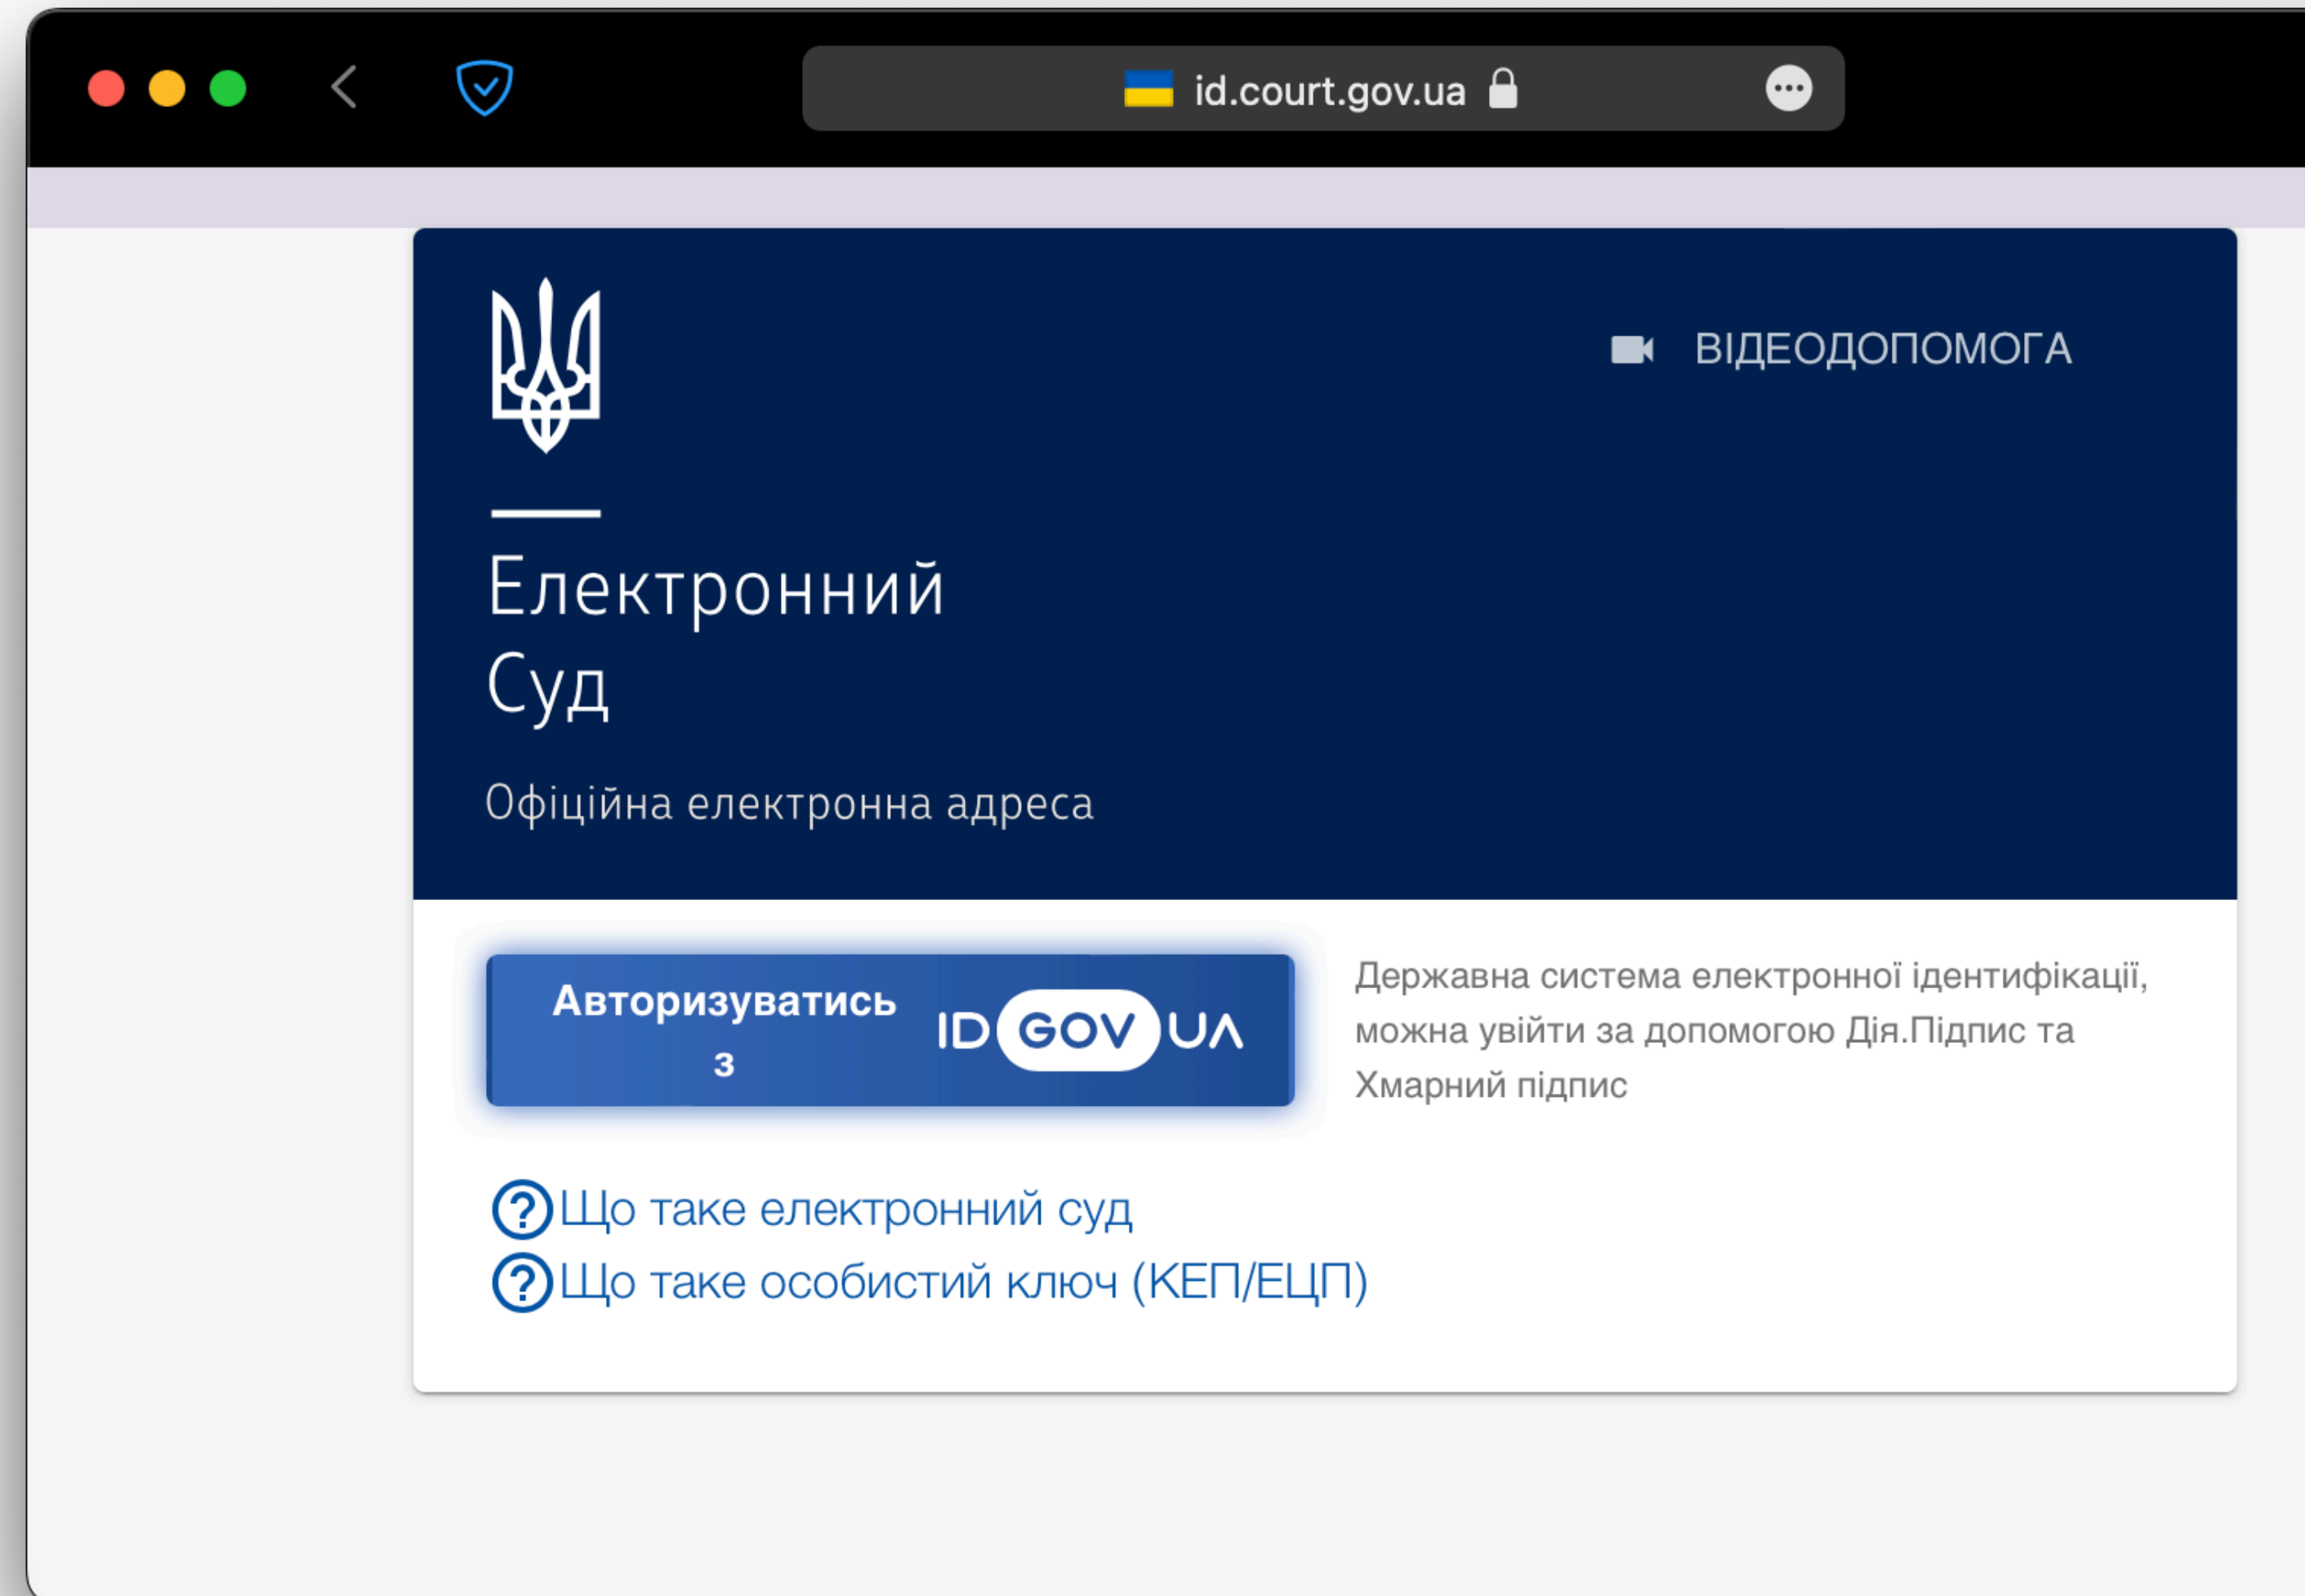 id.court.gov.ua
ВІДЕОДОПОМОГА
Електронний
Суд
Офіційна електронна адреса
Авторизуватись
з
ID GOV UA
Державна система електронної ідентифікації,
можна увійти за допомогою Дія.Підпис та
Хмарний підпис
Що таке електронний суд
Що таке особистий ключ (КЕП/ЕЦП)